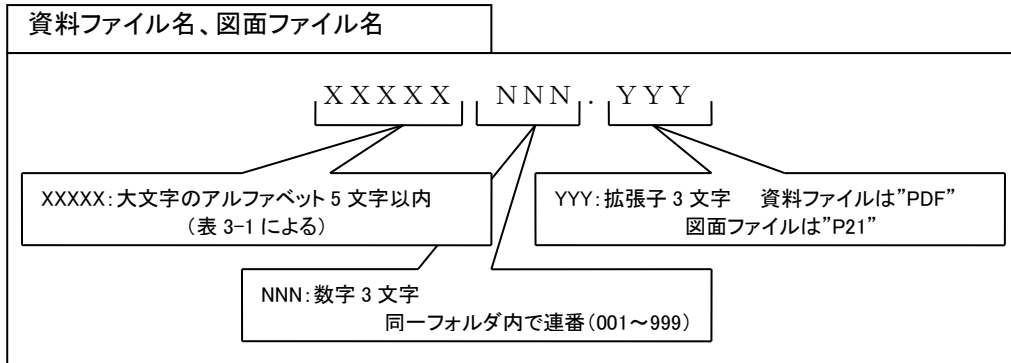 資料ファイル名、図面ファイル名
XXXXX NNN . YYY
XXXXX:大文字のアルファベット 5 文字以内
(表 3-1 による)
YYY:拡張子 3 文字 資料ファイルは”PDF”
図面ファイルは”P21”
NNN:数字 3 文字
同一フォルダ内で連番(001~999)